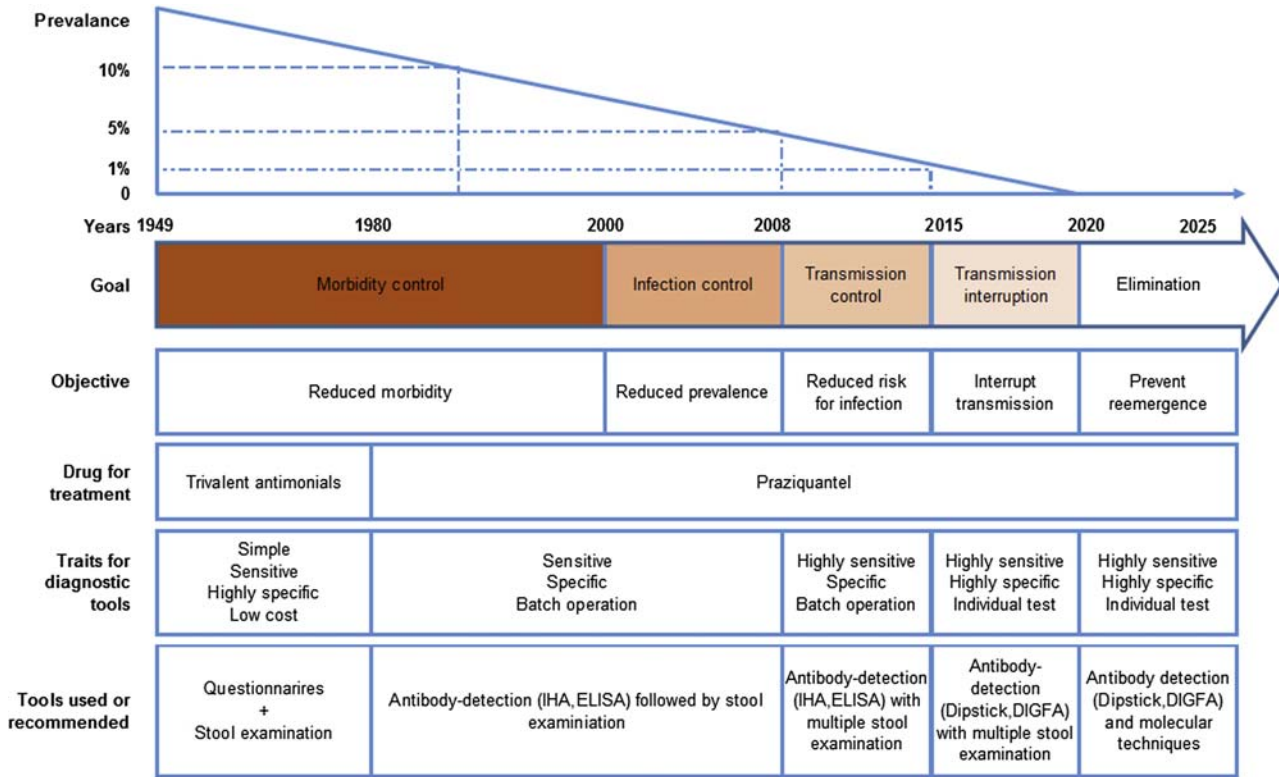 Prevalance
10%
5%
1%
0
Years 1949 1980 2000 2008 2015 2020 2025
Goal
Morbidity control
Infection control
Transmission
control
Transmission
interruption
Elimination
Objective
Reduced morbidity
Reduced prevalence
Reduced risk
for infection
Interrupt
transmission
Prevent
reemergence
Drug for
treatment
Trivalent antimonials
Praziquantel
Traits for
diagnostic
tools
Simple
Sensitive
Highly specific
Low cost
Sensitive
Specific
Batch operation
Highly sensitive
Specific
Batch operation
Highly sensitive
Highly specific
Individual test
Highly sensitive
Highly specific
Individual test
Tools used or
recommended
Questionnarires
+
Stool examination
Antibody-detection (IHA,ELISA) followed by stool
examiniation
Antibody-detection
(IHA,ELISA) with
multiple stool
examination
Antibody-
detection
(Dipstick,DIGFA)
with multiple stool
examination
Antibody detection
(Dipstick,DIGFA)
and molecular
techniques